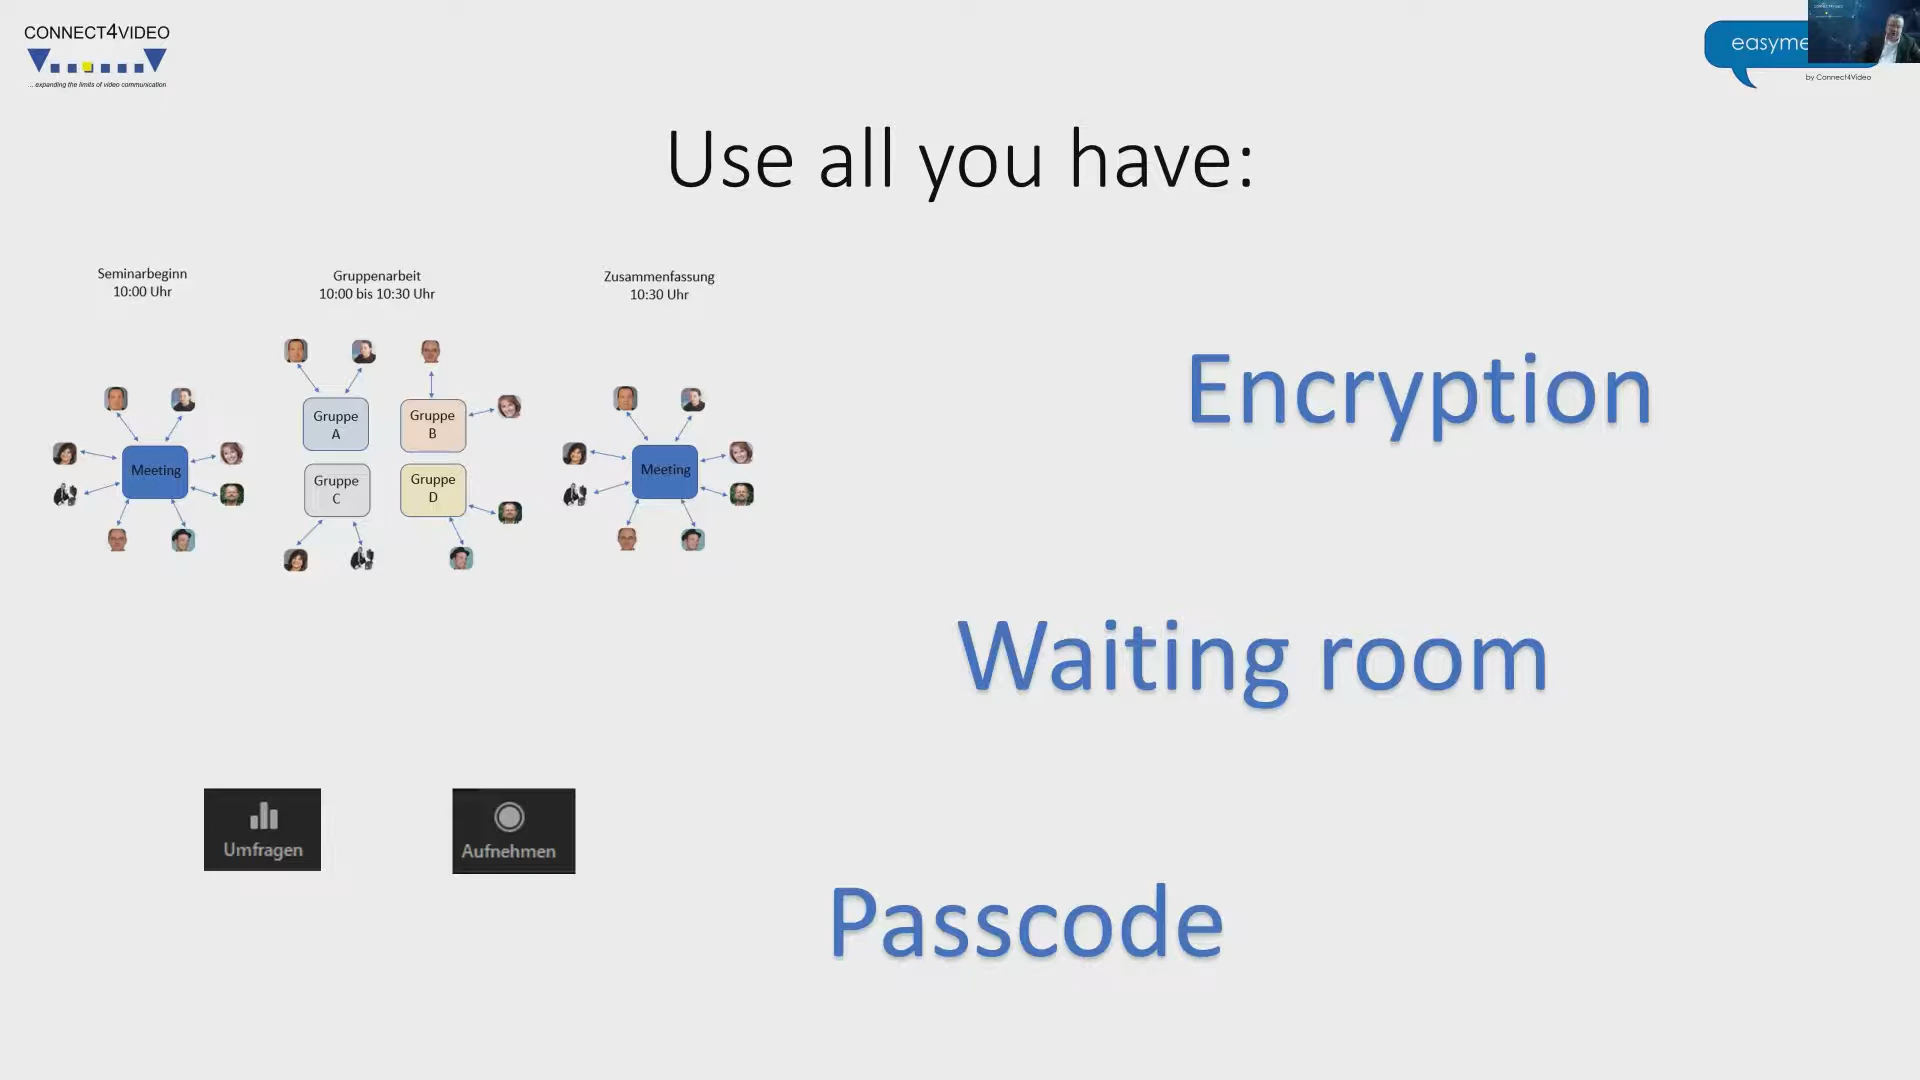 CONNECT4VIDEO
... expanding the limits of video communication
easyme
by Connect4Video
Use all you have:
Seminarbeginn
10:00 Uhr
Gruppenarbeit
10:00 bis 10:30 Uhr
Zusammenfassung
10:30 Uhr
Meeting
Gruppe
A
Gruppe
B
Gruppe
C
Gruppe
D
Meeting
Encryption
Waiting room
Umfragen
Aufnehmen
Passcode